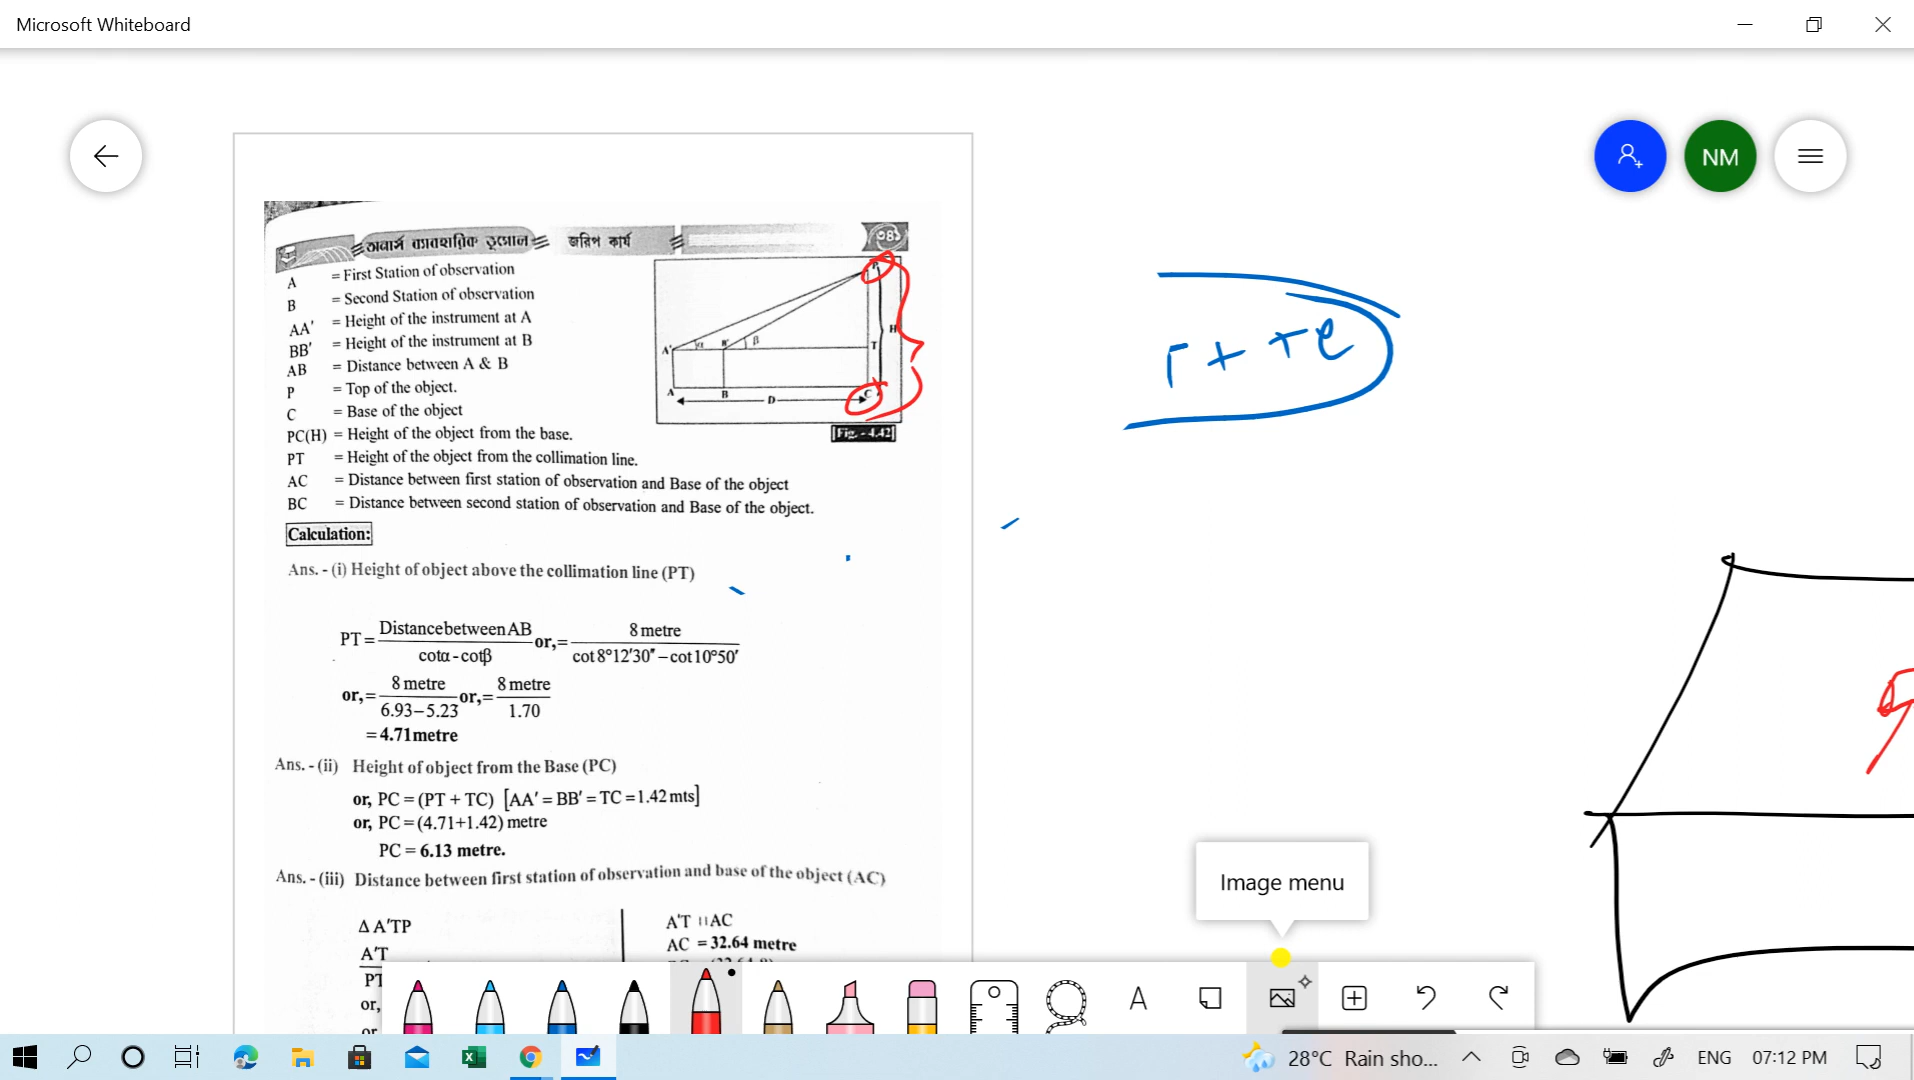 Microsoft Whiteboard
NM
অনার্স ব্যাবহারিক ভূগোল
জরিপ কার্য
৩৪১
A = First Station of observation
B = Second Station of observation
AA' = Height of the instrument at A
BB' = Height of the instrument at B
AB = Distance between A & B
P = Top of the object.
C = Base of the object
PC(H) = Height of the object from the base.
PT = Height of the object from the collimation line.
AC = Distance between first station of observation and Base of the object
BC = Distance between second station of observation and Base of the object.
P
H
A' α B' β T
A B D C
[Fig. - 4.42]
Calculation:
Ans. - (i) Height of object above the collimation line (PT)
PT = Distance between AB / cotα - cotβ or, = 8 metre / cot 8°12'30" – cot 10°50'
or, = 8 metre / 6.93 – 5.23 or, = 8 metre / 1.70
= 4.71 metre
Ans. - (ii) Height of object from the Base (PC)
or, PC = (PT + TC) [AA' = BB' = TC = 1.42 mts]
or, PC = (4.71+1.42) metre
PC = 6.13 metre.
Ans. - (iii) Distance between first station of observation and base of the object (AC)
Δ A'TP
A'T
PT
or,
or
A'T ıı AC
AC = 32.64 metre
Image menu
28°C Rain sho...
ENG
07:12 PM